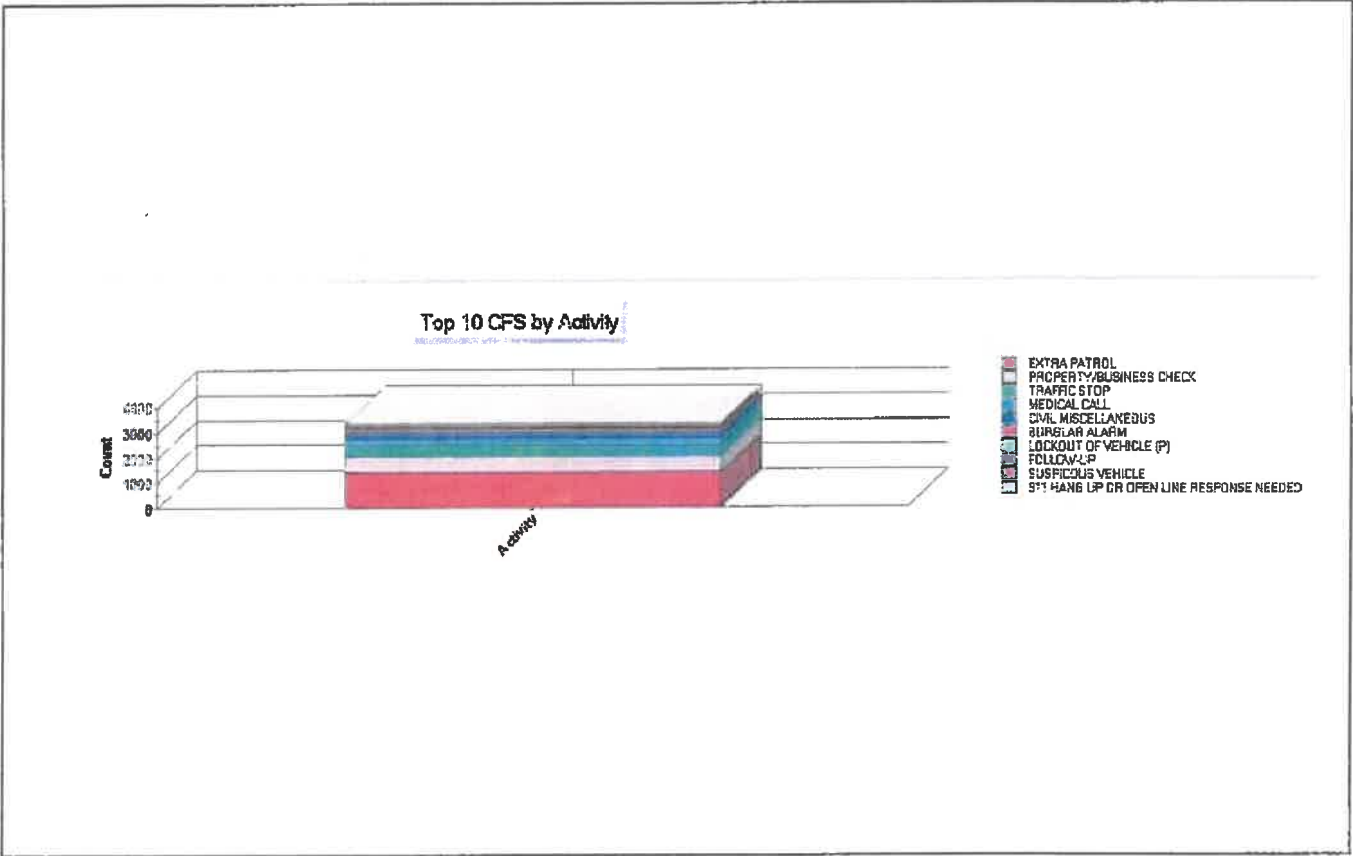 Top 10 CFS by Activity
Count
4000
3000
2000
1000
0
Activity
EXTRA PATROL
PROPERTY/BUSINESS CHECK
TRAFFIC STOP
MEDICAL CALL
CIVIL MISCELLANEOUS
BURGLAR ALARM
LOCKOUT OF VEHICLE (P)
FOLLOW-UP
SUSPICOUS VEHICLE
911 HANG UP OR OPEN LINE RESPONSE NEEDED